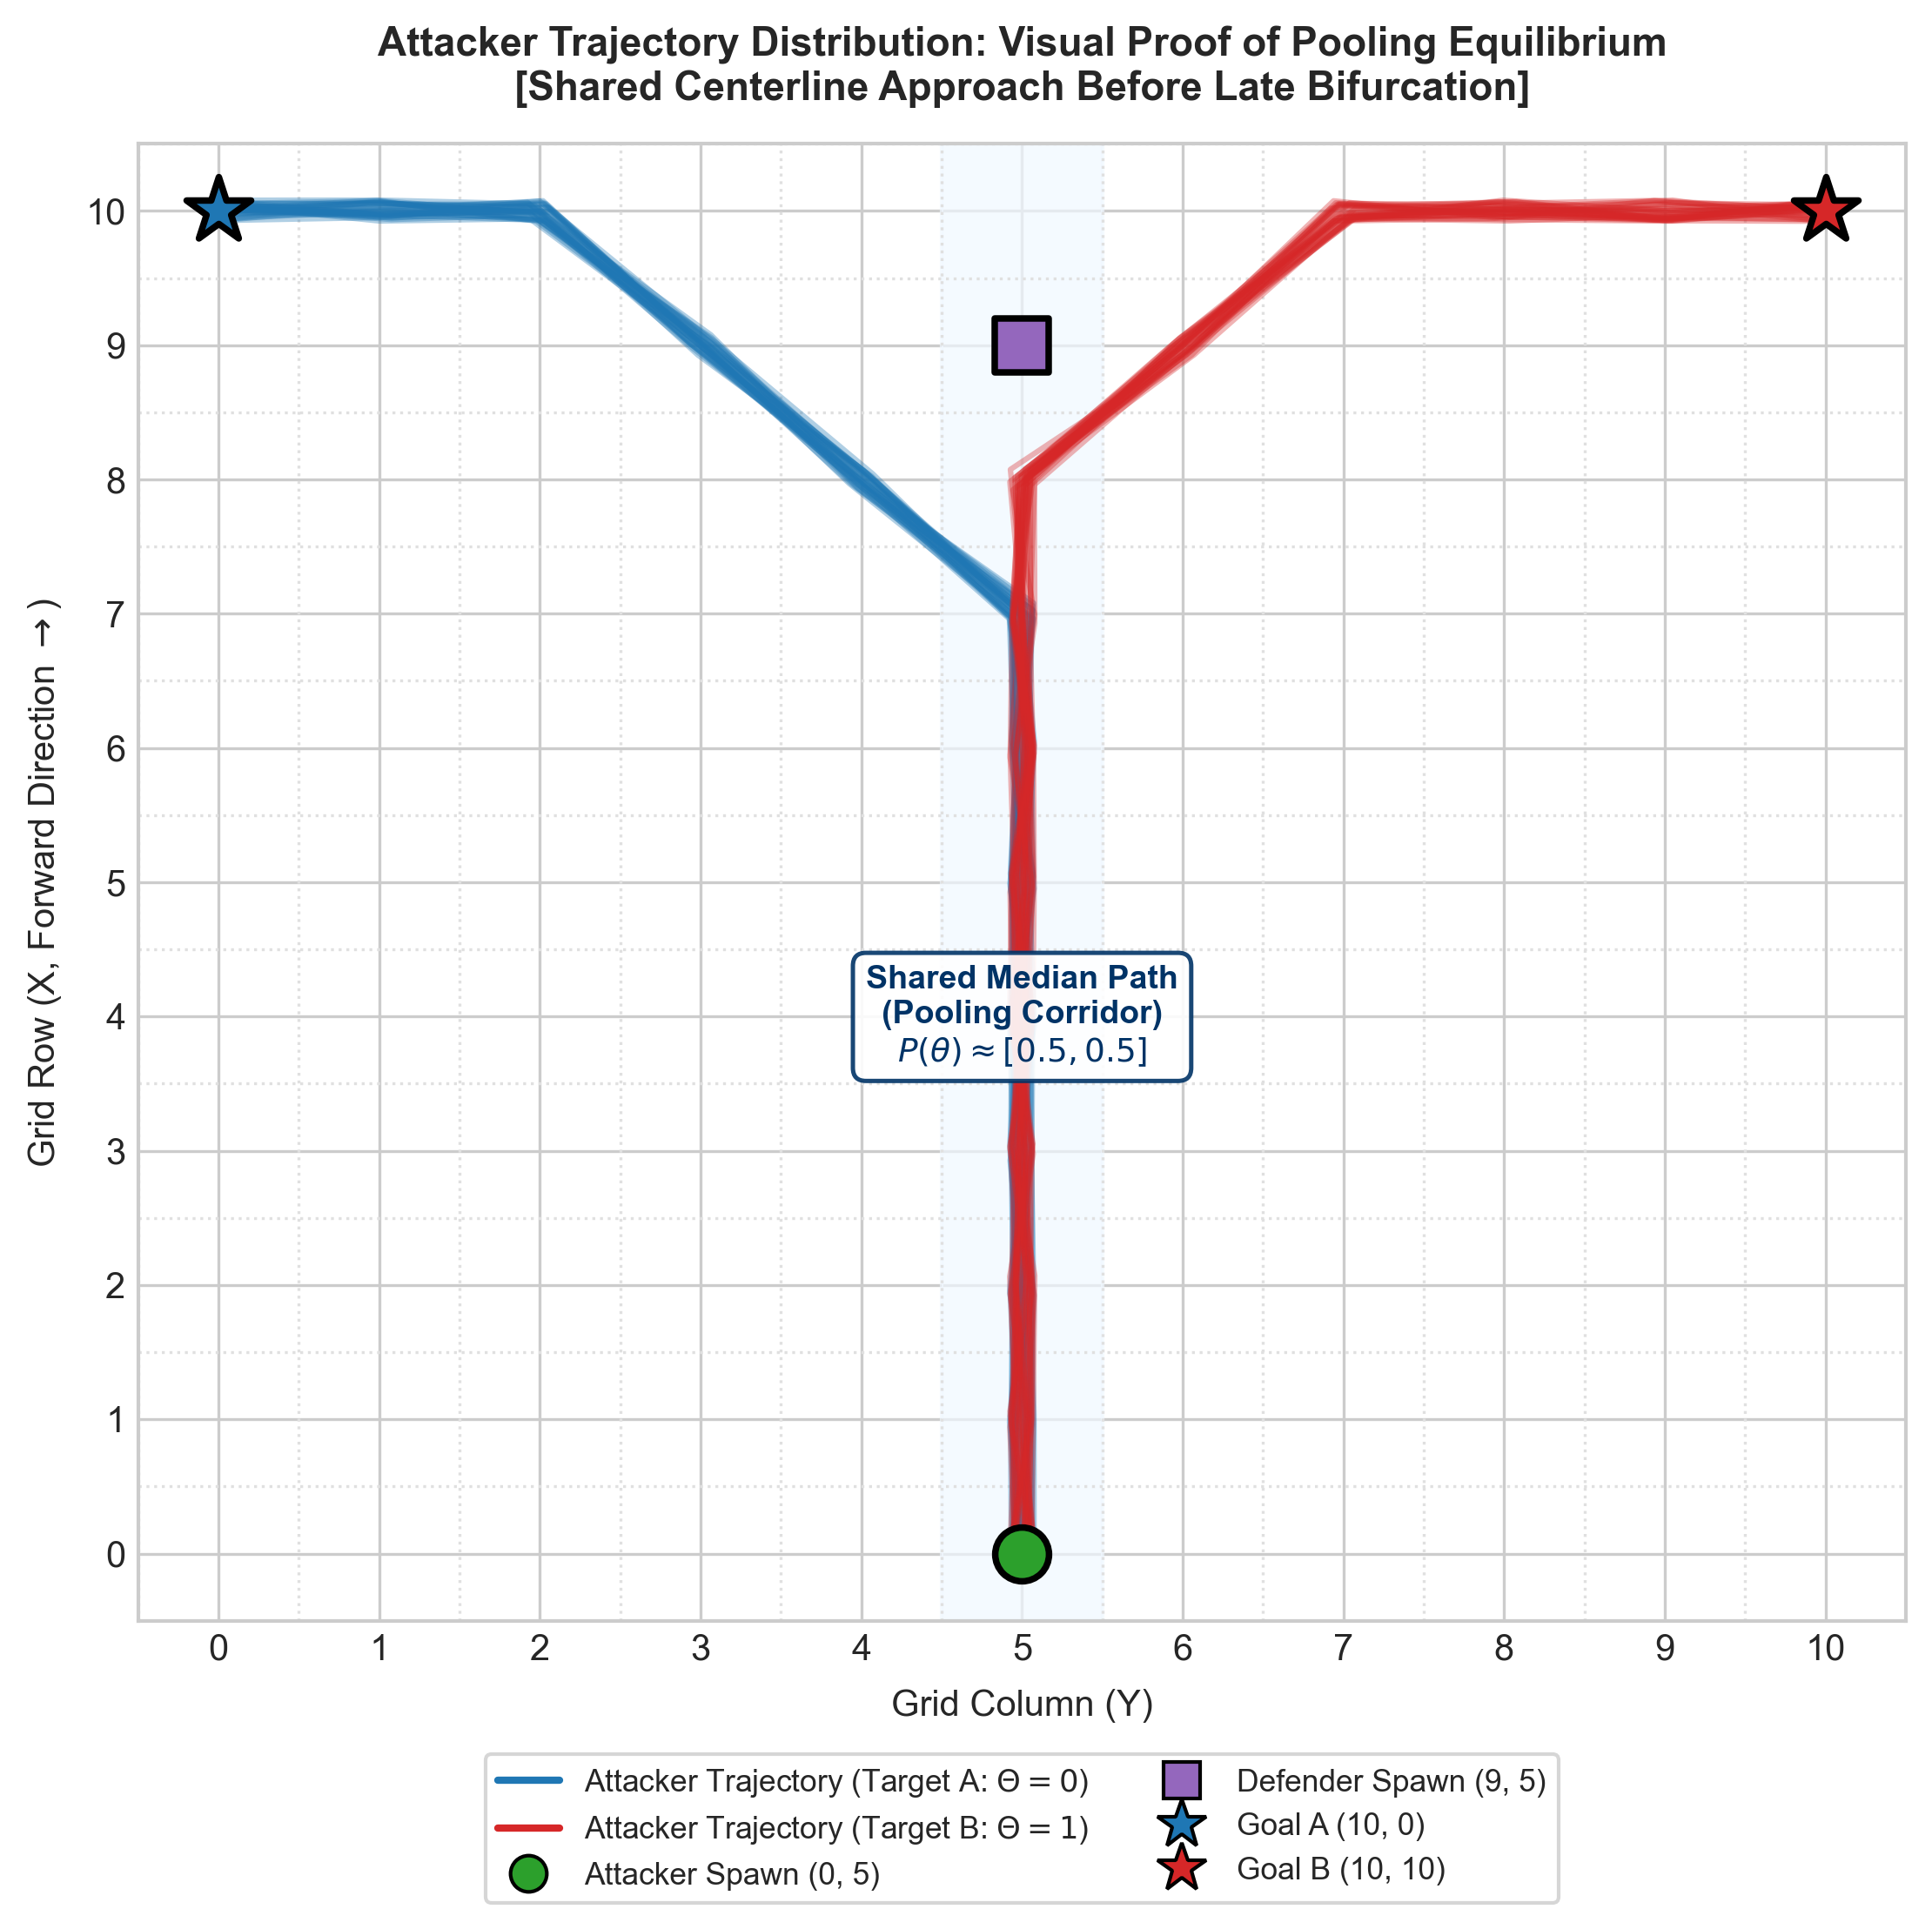 Attacker Trajectory Distribution: Visual Proof of Pooling Equilibrium
[Shared Centerline Approach Before Late Bifurcation]
Grid Row (X, Forward Direction →)
10
9
8
7
6
5
4
3
2
1
0
Shared Median Path
(Pooling Corridor)
P(θ) ≈ [0.5, 0.5]
0 1 2 3 4 5 6 7 8 9 10
Grid Column (Y)
Attacker Trajectory (Target A: Θ = 0)
Attacker Trajectory (Target B: Θ = 1)
Attacker Spawn (0, 5)
Defender Spawn (9, 5)
Goal A (10, 0)
Goal B (10, 10)